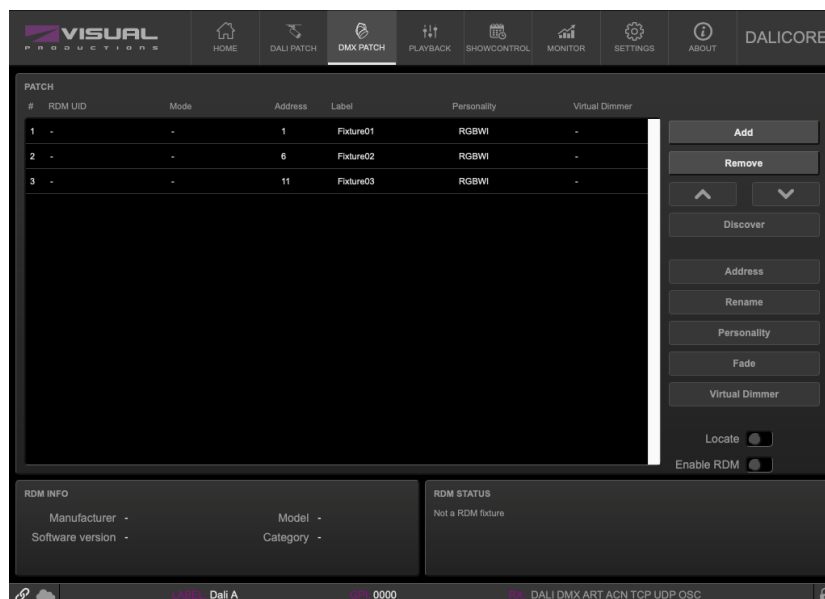 VISUAL
PRODUCTIONS
HOME
DALI PATCH
DMX PATCH
PLAYBACK
SHOWCONTROL
MONITOR
SETTINGS
ABOUT
DALICORE
PATCH
# RDM UID Mode Address Label Personality Virtual Dimmer
1 - - 1 Fixture01 RGBWI -
2 - - 6 Fixture02 RGBWI -
3 - - 11 Fixture03 RGBWI -
Add
Remove
Discover
Address
Rename
Personality
Fade
Virtual Dimmer
Locate
Enable RDM
RDM INFO
Manufacturer -
Model -
Software version -
Category -
RDM STATUS
Not a RDM fixture
LABEL: Dali A
0000
RX: DALI DMX ART ACN TCP UDP OSC